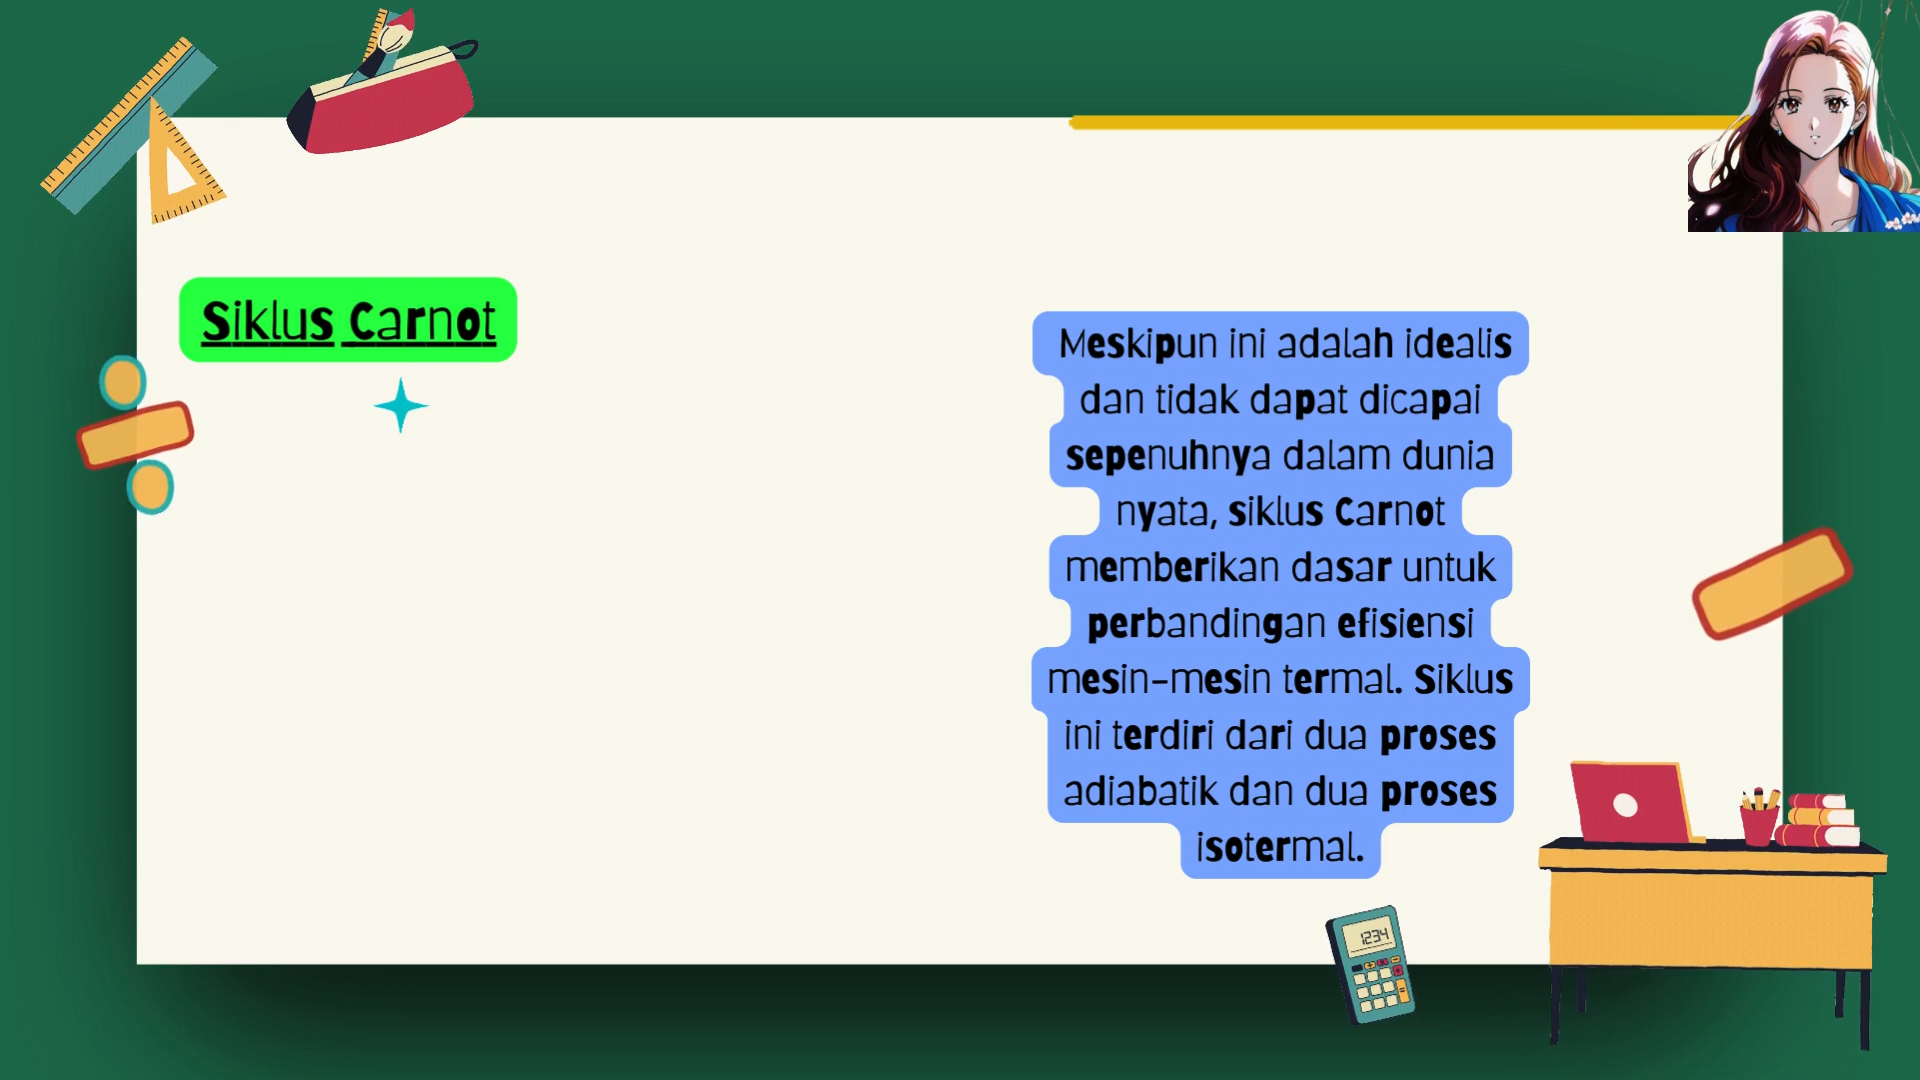 Siklus Carnot
Meskipun ini adalah idealis
dan tidak dapat dicapai
sepenuhnya dalam dunia
nyata, siklus Carnot
memberikan dasar untuk
perbandingan efisiensi
mesin-mesin termal. Siklus
ini terdiri dari dua proses
adiabatik dan dua proses
isotermal.
1234